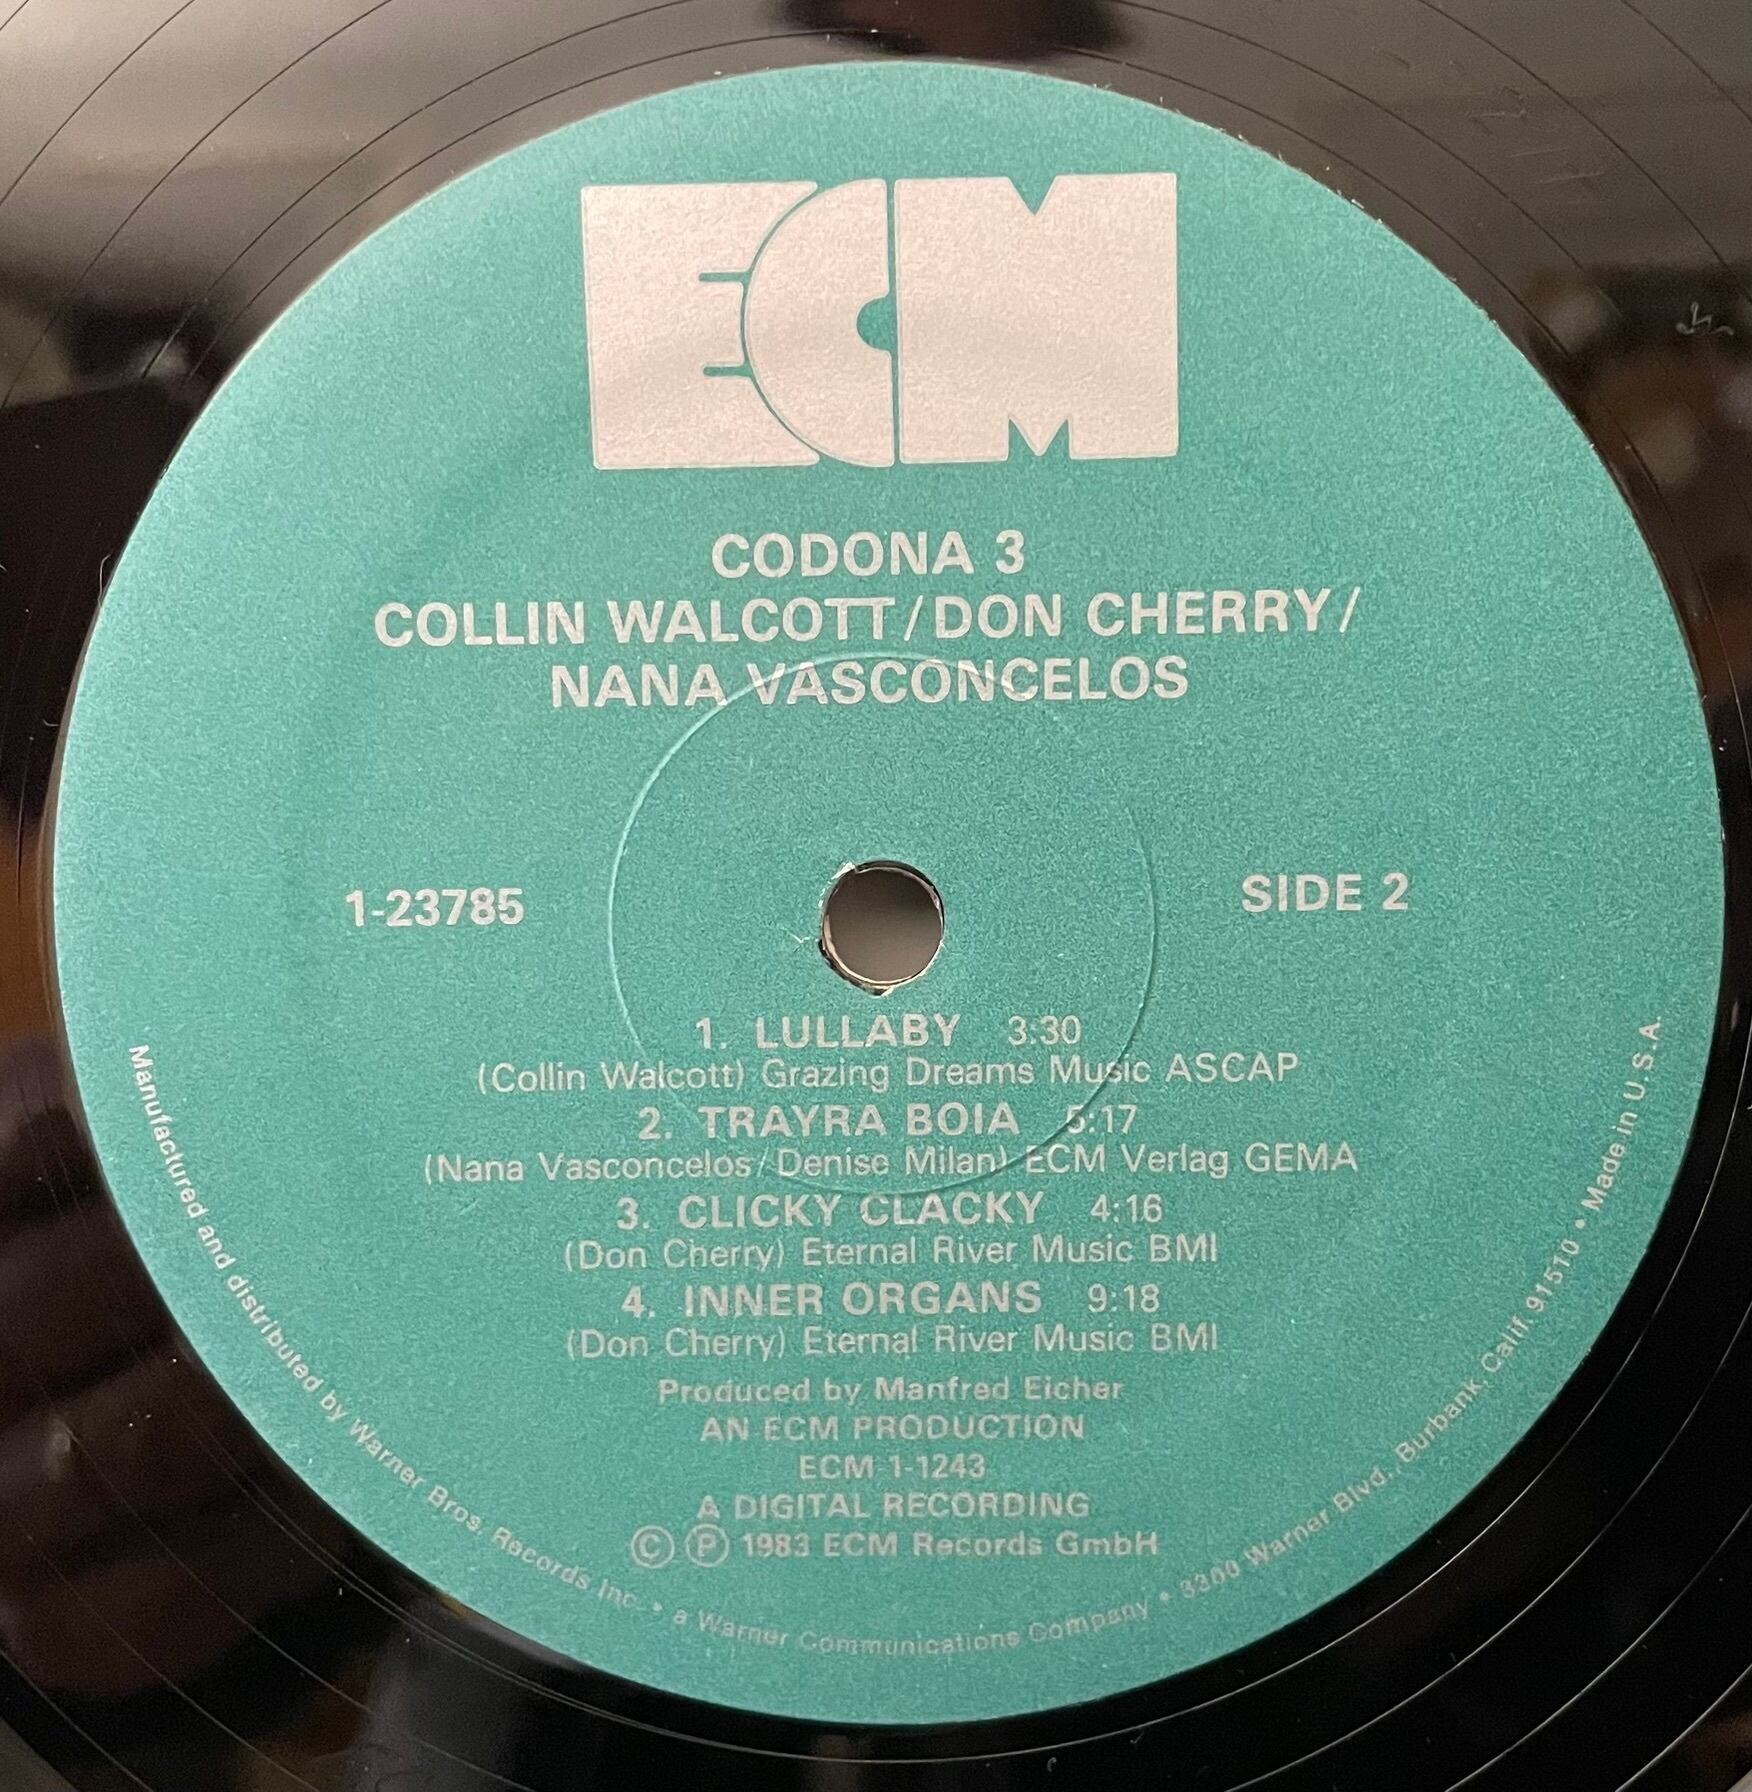 ECM
CODONA 3
COLLIN WALCOTT/DON CHERRY/
NANA VASCONCELOS
1-23785
SIDE 2
1. LULLABY 3:30
(Collin Walcott) Grazing Dreams Music ASCAP
2. TRAYRA BOIA 5:17
(Nana Vasconcelos/Denise Milan) ECM Verlag GEMA
3. CLICKY CLACKY 4:16
(Don Cherry) Eternal River Music BMI
4. INNER ORGANS 9:18
(Don Cherry) Eternal River Music BMI
Produced by Manfred Eicher
AN ECM PRODUCTION
ECM 1-1243
A DIGITAL RECORDING
© ℗ 1983 ECM Records GmbH
Manufactured and distributed by Warner Bros. Records Inc. • a Warner Communications Company • 3300 Warner Blvd., Burbank, Calif. 91510 • Made in U.S.A.